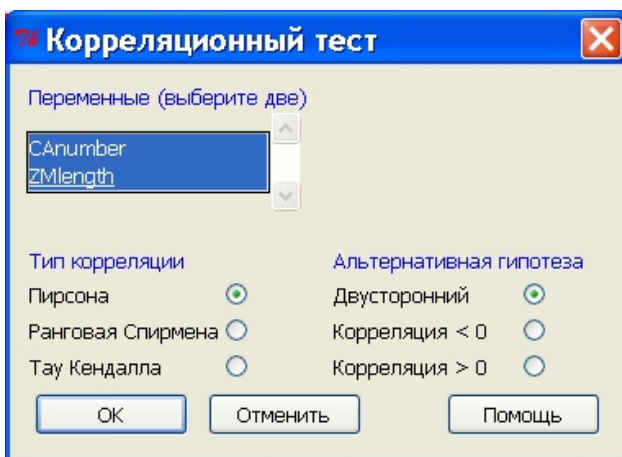 Корреляционный тест
Переменные (выберите две)
CAnumber
ZMlength
Тип корреляции
Альтернативная гипотеза
Пирсона
Двусторонний
Ранговая Спирмена
Корреляция < 0
Тау Кендалла
Корреляция > 0
OK
Отменить
Помощь